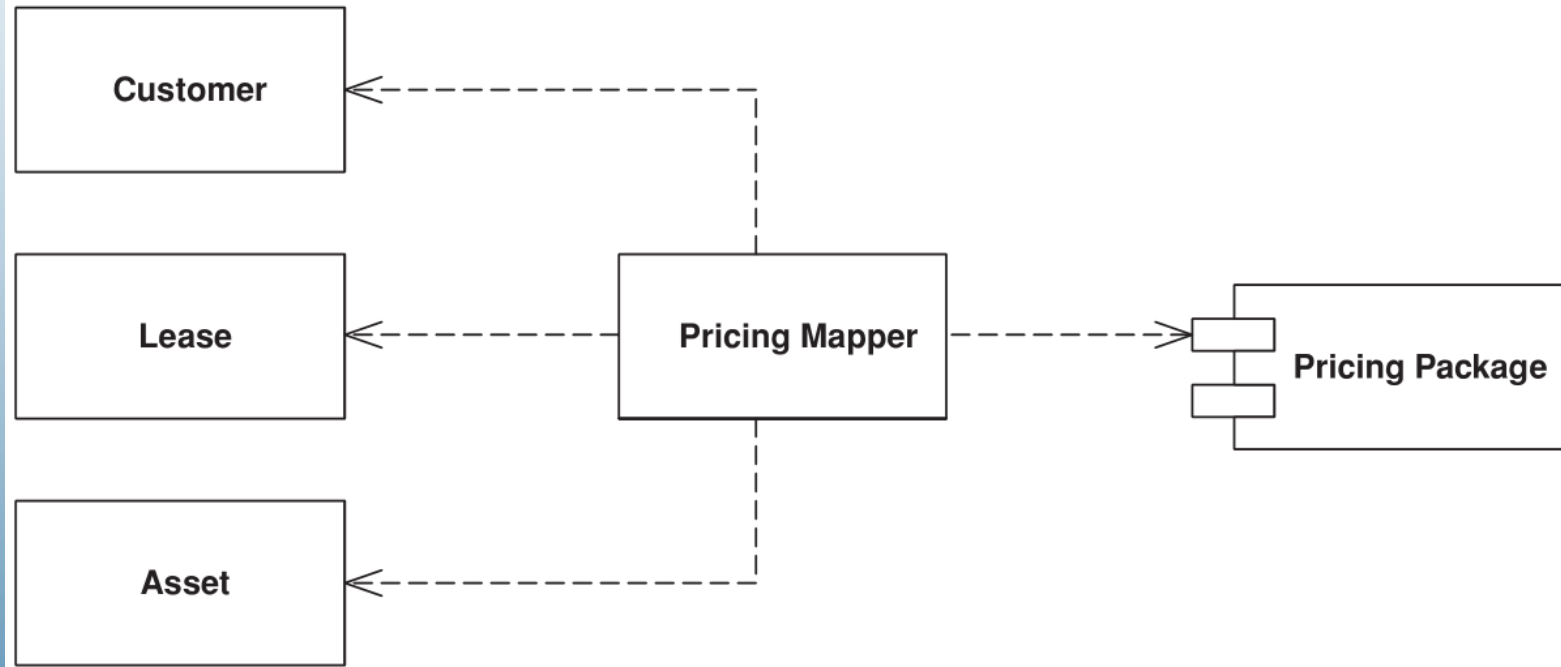 Customer
Lease
Pricing Mapper
Pricing Package
Asset